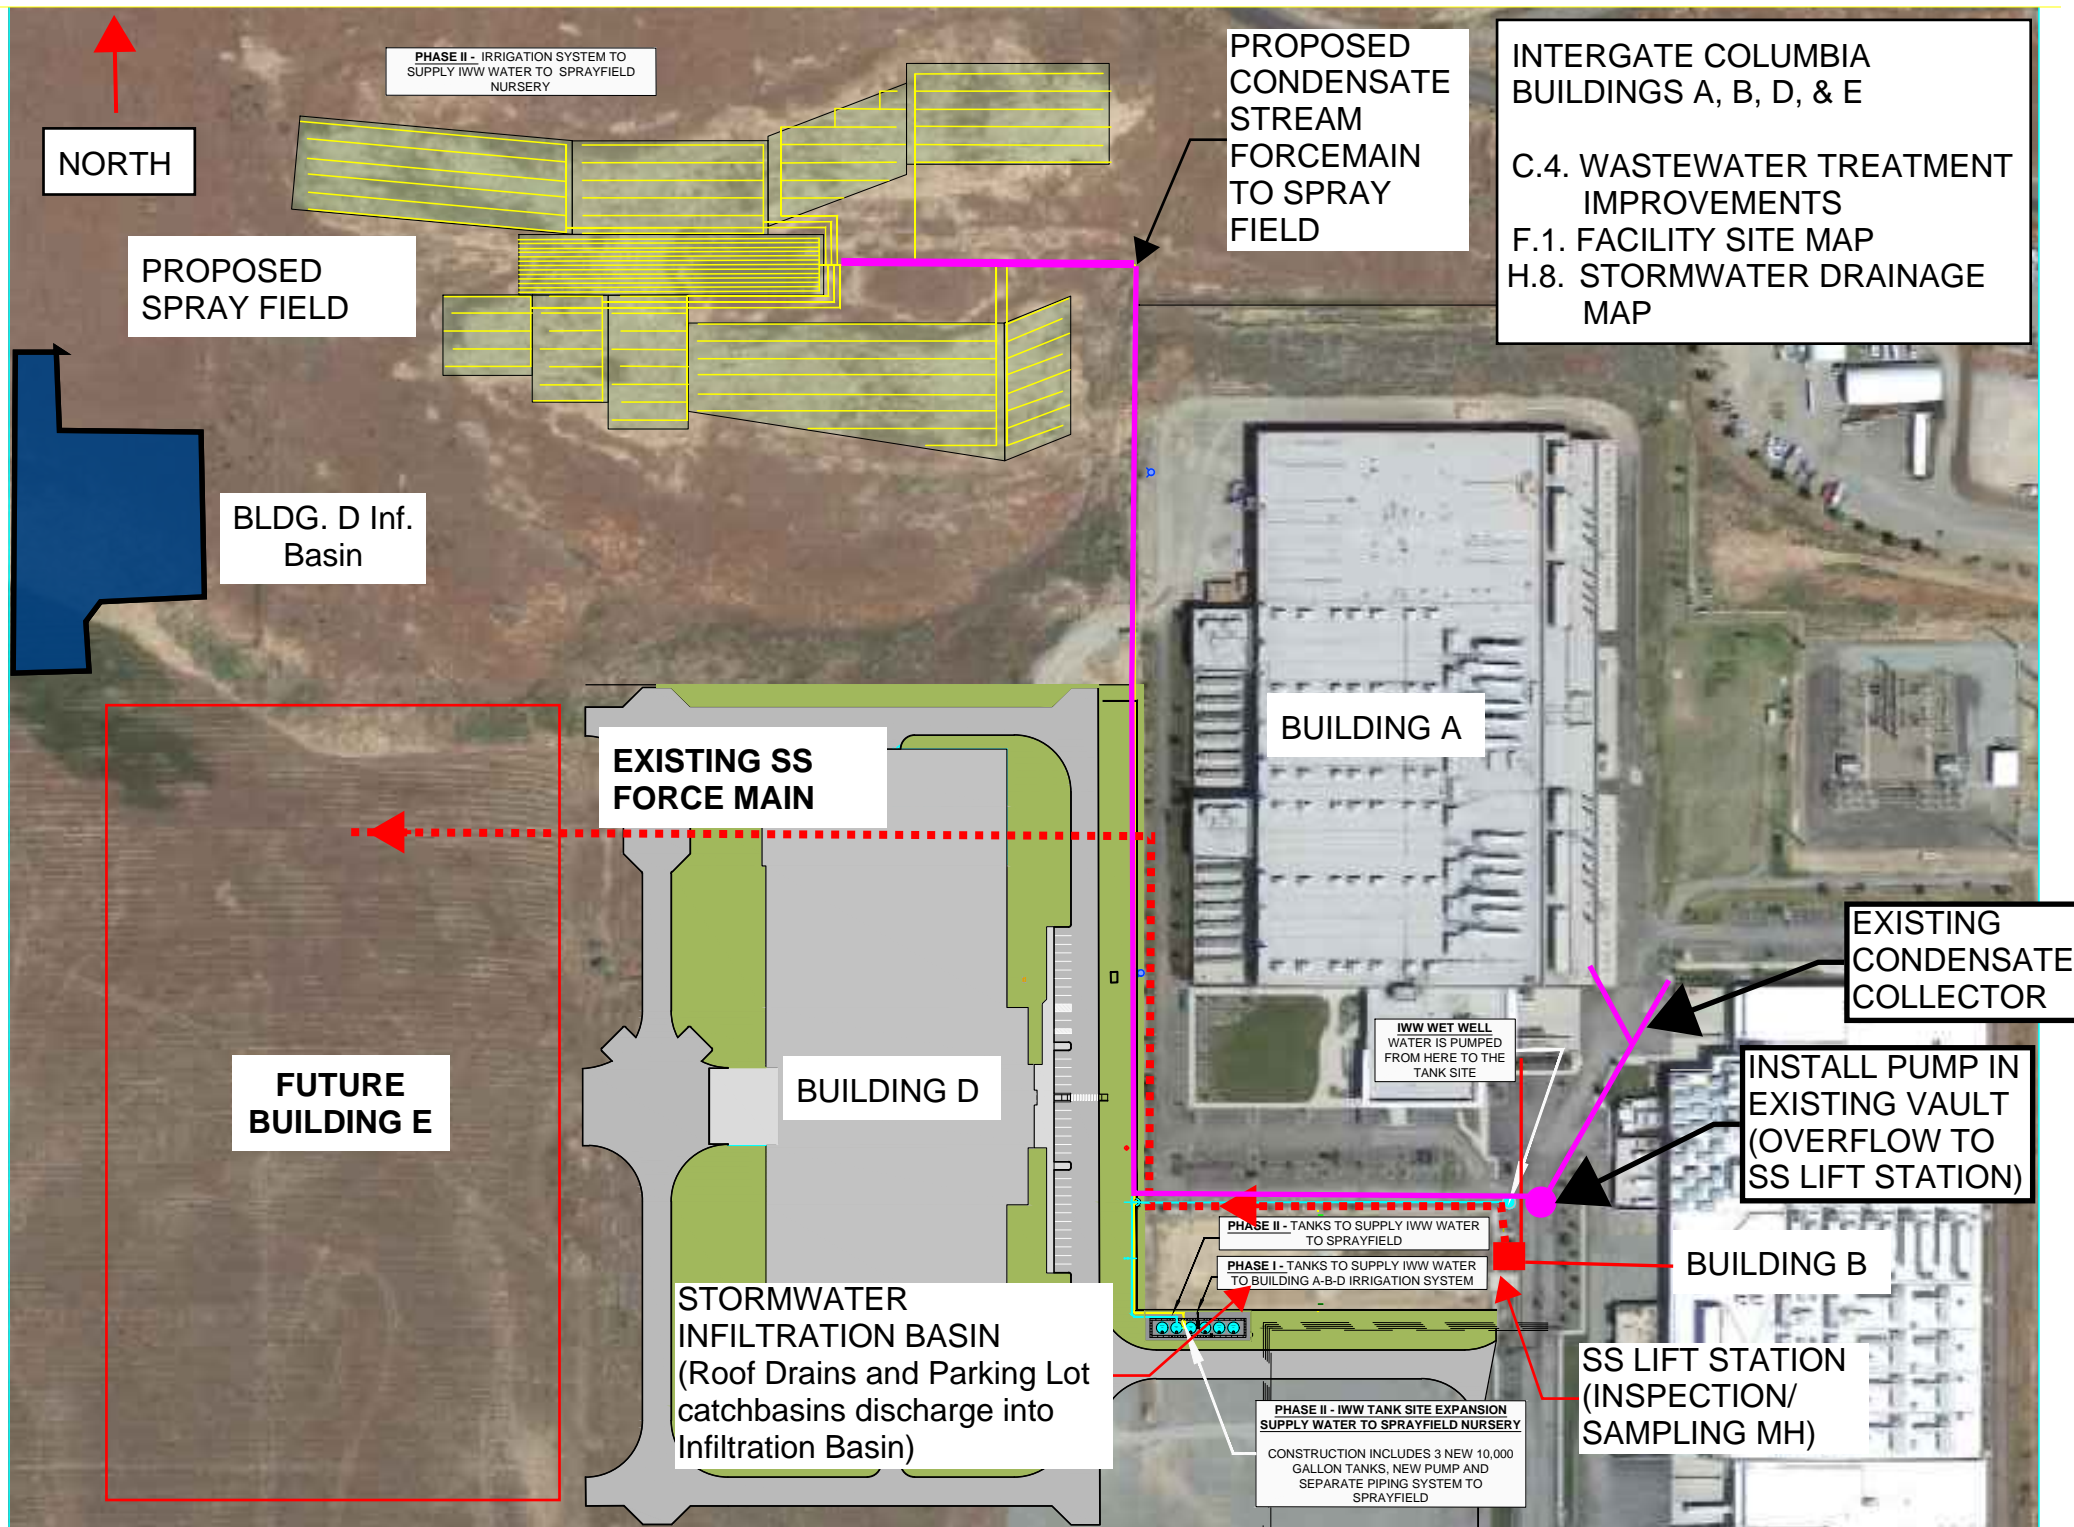 PHASE II - IRRIGATION SYSTEM TO
SUPPLY IWW WATER TO SPRAYFIELD
NURSERY
NORTH
PROPOSED
SPRAY FIELD
PROPOSED
CONDENSATE
STREAM
FORCEMAIN
TO SPRAY
FIELD
INTERGATE COLUMBIA
BUILDINGS A, B, D, & E
C.4. WASTEWATER TREATMENT
IMPROVEMENTS
F.1. FACILITY SITE MAP
H.8. STORMWATER DRAINAGE
MAP
BLDG. D Inf.
Basin
BUILDING A
EXISTING SS
FORCE MAIN
EXISTING
CONDENSATE
COLLECTOR
IWW WET WELL
WATER IS PUMPED
FROM HERE TO THE
TANK SITE
INSTALL PUMP IN
EXISTING VAULT
(OVERFLOW TO
SS LIFT STATION)
FUTURE
BUILDING E
BUILDING D
PHASE II - TANKS TO SUPPLY IWW WATER
TO SPRAYFIELD
PHASE I - TANKS TO SUPPLY IWW WATER
TO BUILDING A-B-D IRRIGATION SYSTEM
BUILDING B
STORMWATER
INFILTRATION BASIN
(Roof Drains and Parking Lot
catchbasins discharge into
Infiltration Basin)
SS LIFT STATION
(INSPECTION/
SAMPLING MH)
PHASE II - IWW TANK SITE EXPANSION
SUPPLY WATER TO SPRAYFIELD NURSERY
CONSTRUCTION INCLUDES 3 NEW 10,000
GALLON TANKS, NEW PUMP AND
SEPARATE PIPING SYSTEM TO
SPRAYFIELD